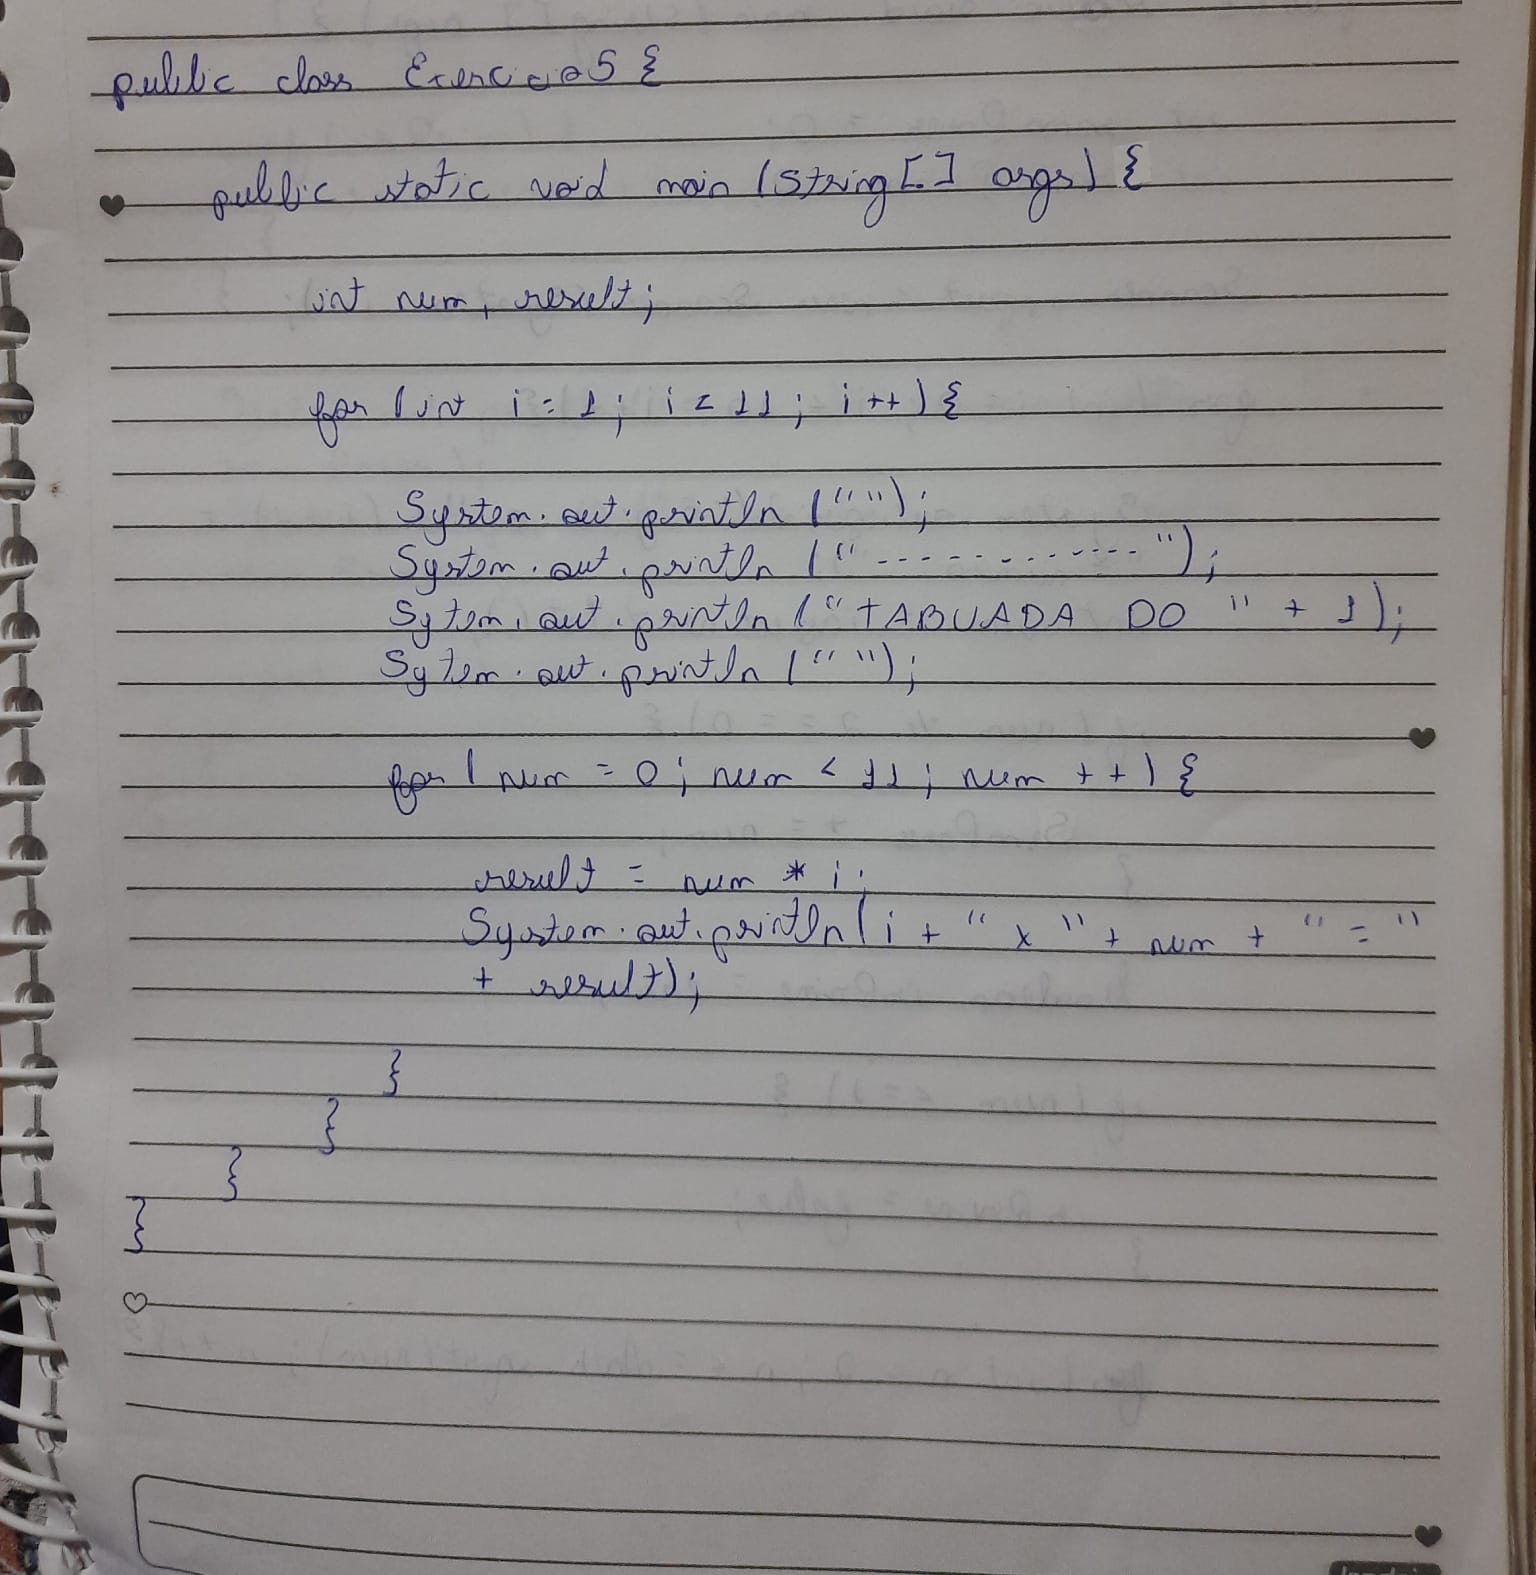 public class Exercicio5 {
public static void main (String [] args) {
int num, result;
for (int i = 1; i < 11; i ++) {
System.out.println ("");
System.out.println ("--------------");
Sytem.out.println ("TABUADA DO " + 1);
Sytem.out.println ("");
for (num = 0; num < 11; num ++) {
result = num * i;
System.out.println (i + " x " + num + " = "
+ result);
}
}
}
}